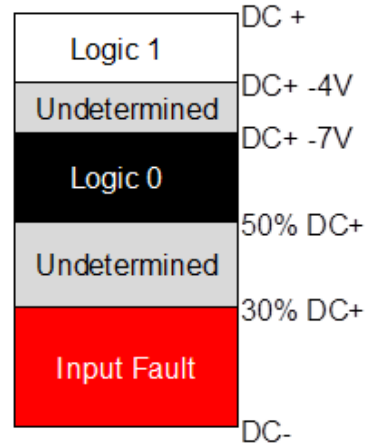 DC +
Logic 1
DC+ -4V
Undetermined
DC+ -7V
Logic 0
50% DC+
Undetermined
30% DC+
Input Fault
DC-